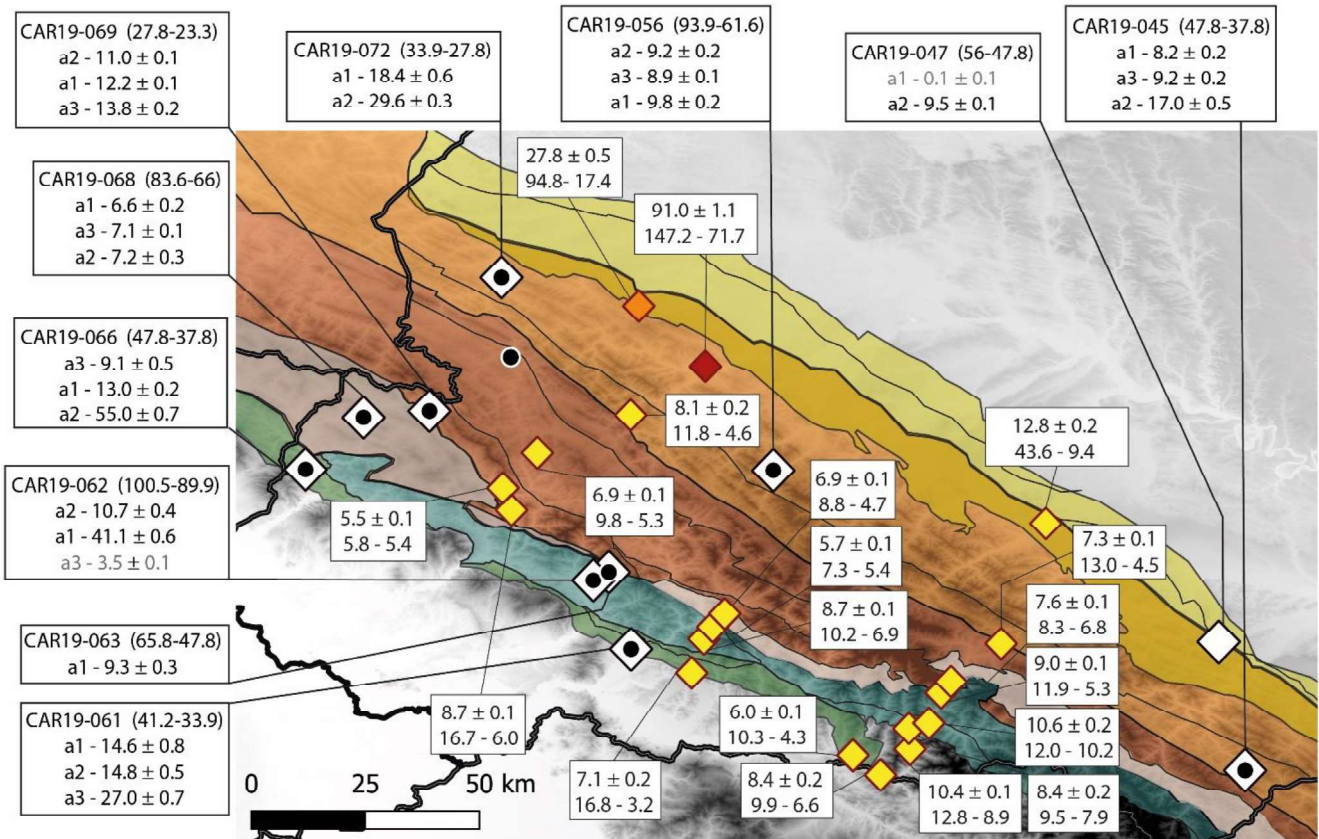 CAR19-069 (27.8-23.3)
a2 - 11.0 ± 0.1
a1 - 12.2 ± 0.1
a3 - 13.8 ± 0.2
CAR19-072 (33.9-27.8)
a1 - 18.4 ± 0.6
a2 - 29.6 ± 0.3
CAR19-056 (93.9-61.6)
a2 - 9.2 ± 0.2
a3 - 8.9 ± 0.1
a1 - 9.8 ± 0.2
CAR19-047 (56-47.8)
a1 - 0.1 ± 0.1
a2 - 9.5 ± 0.1
CAR19-045 (47.8-37.8)
a1 - 8.2 ± 0.2
a3 - 9.2 ± 0.2
a2 - 17.0 ± 0.5
CAR19-068 (83.6-66)
a1 - 6.6 ± 0.2
a3 - 7.1 ± 0.1
a2 - 7.2 ± 0.3
27.8 ± 0.5
94.8- 17.4
91.0 ± 1.1
147.2 - 71.7
CAR19-066 (47.8-37.8)
a3 - 9.1 ± 0.5
a1 - 13.0 ± 0.2
a2 - 55.0 ± 0.7
8.1 ± 0.2
11.8 - 4.6
12.8 ± 0.2
43.6 - 9.4
CAR19-062 (100.5-89.9)
a2 - 10.7 ± 0.4
a1 - 41.1 ± 0.6
a3 - 3.5 ± 0.1
5.5 ± 0.1
5.8 - 5.4
6.9 ± 0.1
9.8 - 5.3
6.9 ± 0.1
8.8 - 4.7
5.7 ± 0.1
7.3 - 5.4
8.7 ± 0.1
10.2 - 6.9
7.3 ± 0.1
13.0 - 4.5
7.6 ± 0.1
8.3 - 6.8
9.0 ± 0.1
11.9 - 5.3
CAR19-063 (65.8-47.8)
a1 - 9.3 ± 0.3
CAR19-061 (41.2-33.9)
a1 - 14.6 ± 0.8
a2 - 14.8 ± 0.5
a3 - 27.0 ± 0.7
8.7 ± 0.1
16.7 - 6.0
6.0 ± 0.1
10.3 - 4.3
10.6 ± 0.2
12.0 - 10.2
7.1 ± 0.2
16.8 - 3.2
8.4 ± 0.2
9.9 - 6.6
10.4 ± 0.1
12.8 - 8.9
8.4 ± 0.2
9.5 - 7.9
0 25 50 km